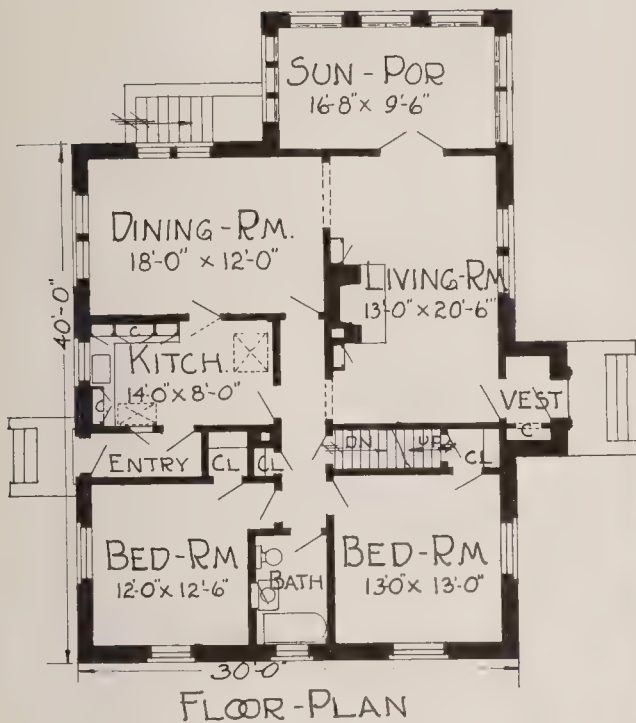 SUN-POR
16'-8" x 9'-6"
DINING-RM.
18'-0" x 12'-0"
LIVING-RM
13'-0" x 20'-6"
40'-0"
C
KITCH.
14'-0" x 8'-0"
C
VEST
C
ENTRY
CL
CL
DN
UP
CL
BED-RM
12'-0" x 12'-6"
BATH
BED-RM
13'-0" x 13'-0"
30'-0"
FLOOR-PLAN